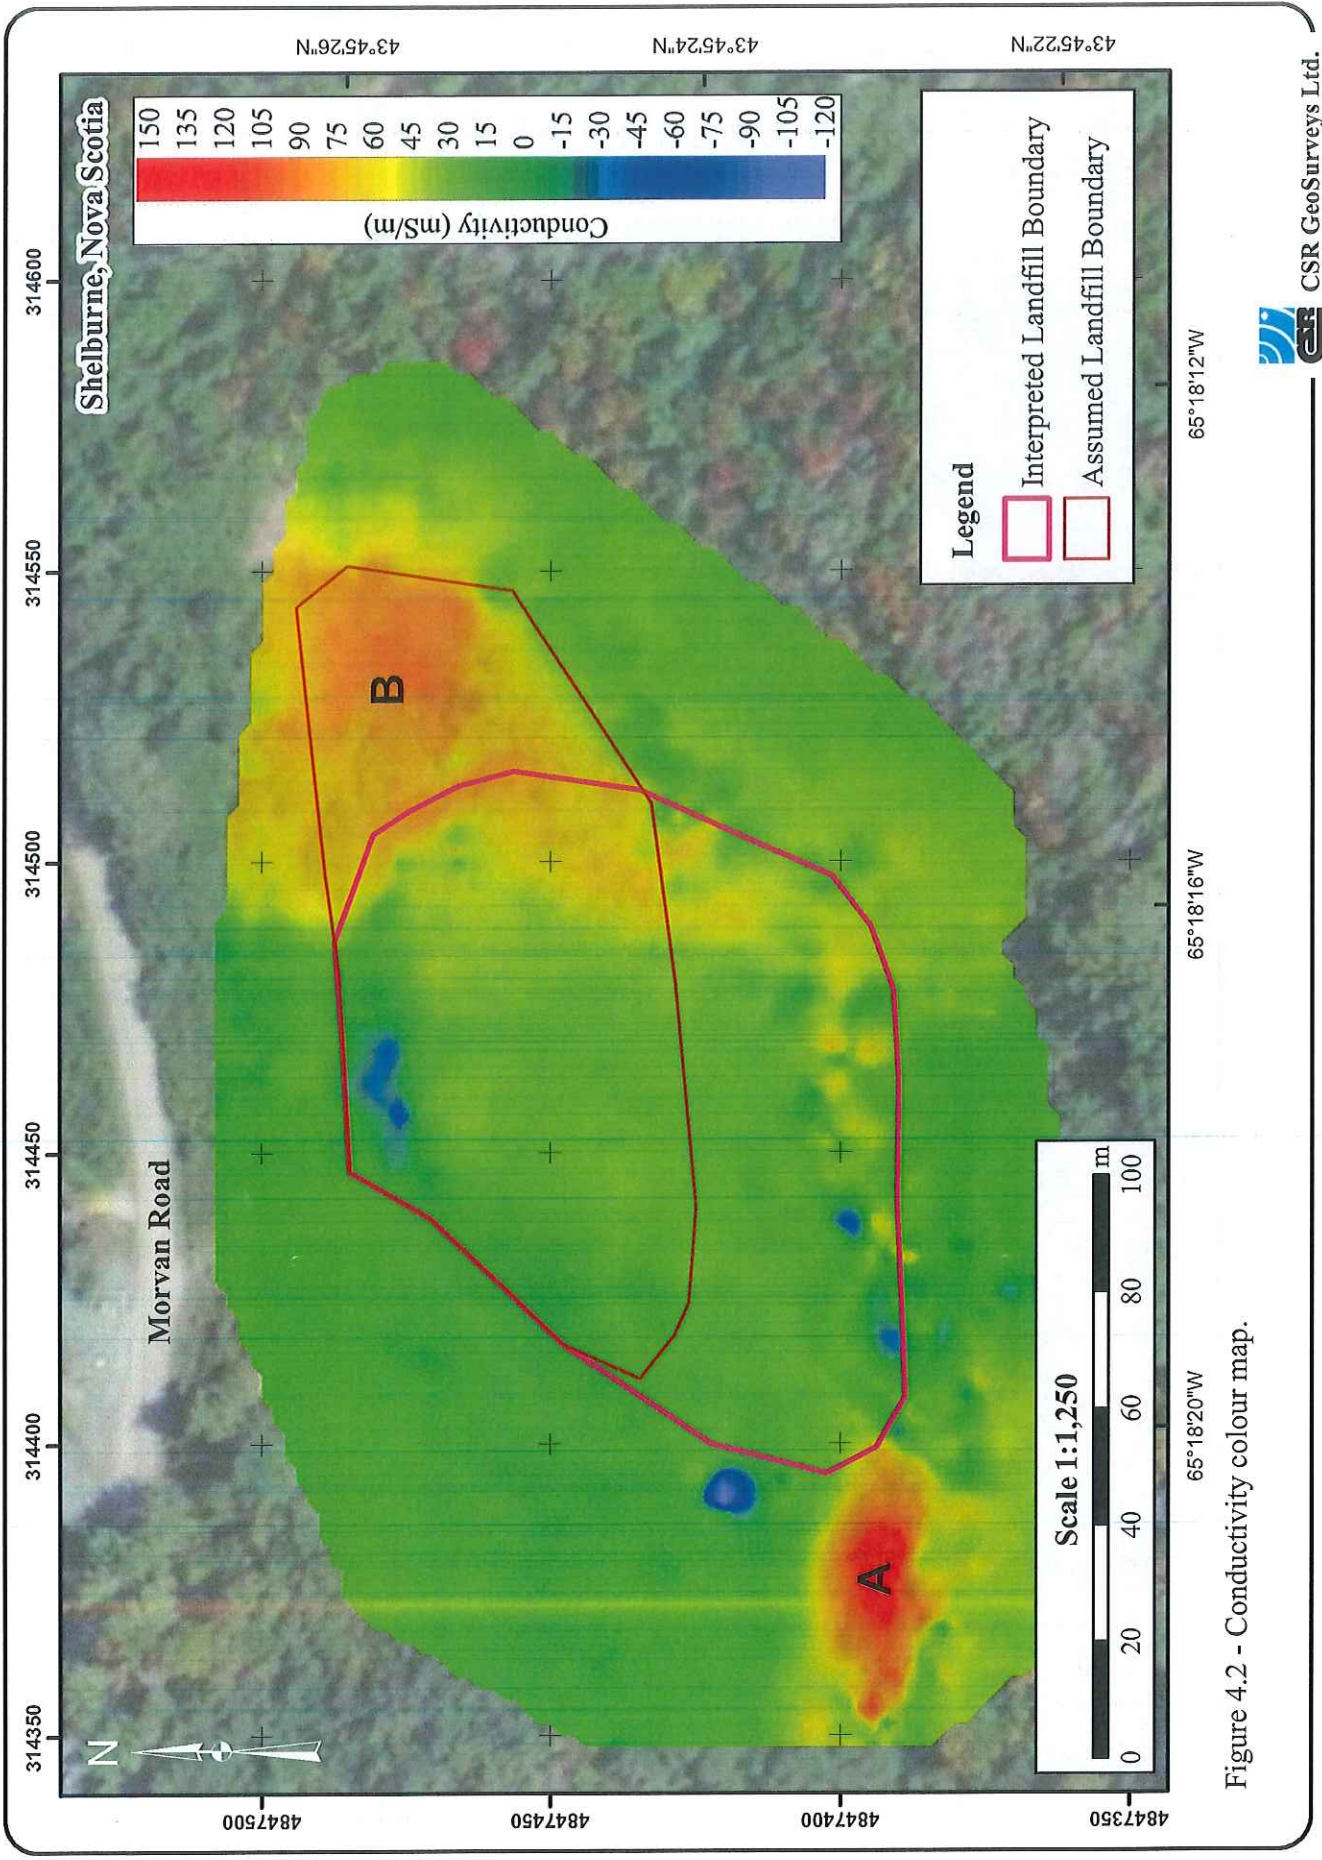 Shelburne, Nova Scotia
314350
314400
314450
314500
314550
314600
4847500
4847450
4847400
4847350
43°45'26"N
43°45'24"N
43°45'22"N
65°18'20"W
65°18'16"W
65°18'12"W
N
Morvan Road
A
B
Conductivity (mS/m)
150
135
120
105
90
75
60
45
30
15
0
-15
-30
-45
-60
-75
-90
-105
-120
Legend
Interpreted Landfill Boundary
Assumed Landfill Boundary
Scale 1:1,250
0 20 40 60 80 100 m
Figure 4.2 - Conductivity colour map.
CSR
CSR GeoSurveys Ltd.